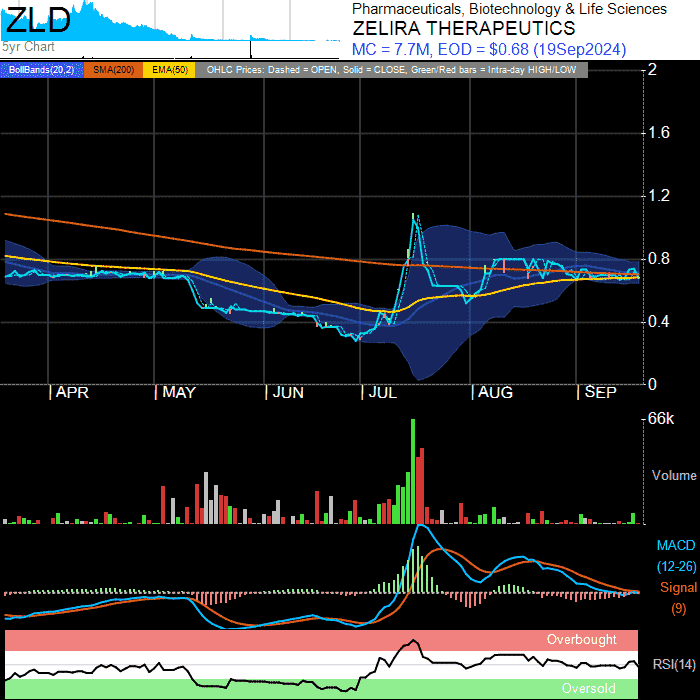 ZLD
5yr Chart
Pharmaceuticals, Biotechnology & Life Sciences
ZELIRA THERAPEUTICS
MC = 7.7M, EOD = $0.68 (19Sep2024)
BollBands(20,2) SMA(200) EMA(50) OHLC Prices: Dashed = OPEN, Solid = CLOSE, Green/Red bars = Intra-day HIGH/LOW
2
1.6
1.2
0.8
0.4
0
APR MAY JUN JUL AUG SEP
66k
Volume
MACD
(12-26)
Signal
(9)
Overbought
RSI(14)
Oversold